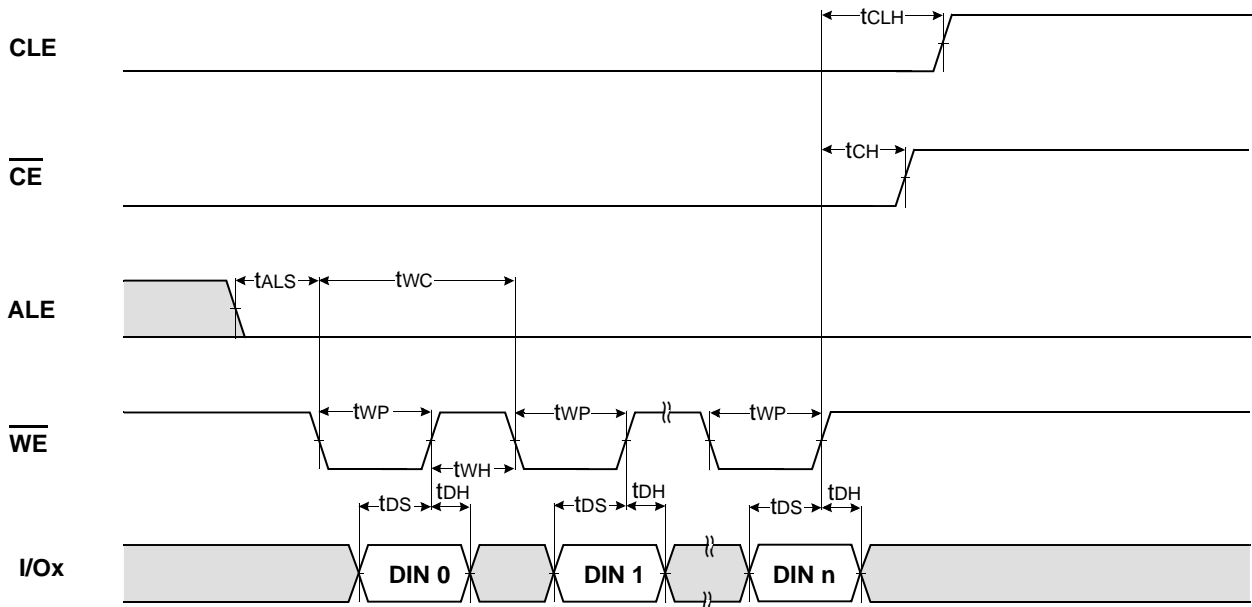 CLE
tCLH
CE
tCH
ALE
tALS
tWC
WE
tWP
tWP
tWP
tWH
tDS
tDH
tDS
tDH
tDS
tDH
I/Ox
DIN 0
DIN 1
DIN n